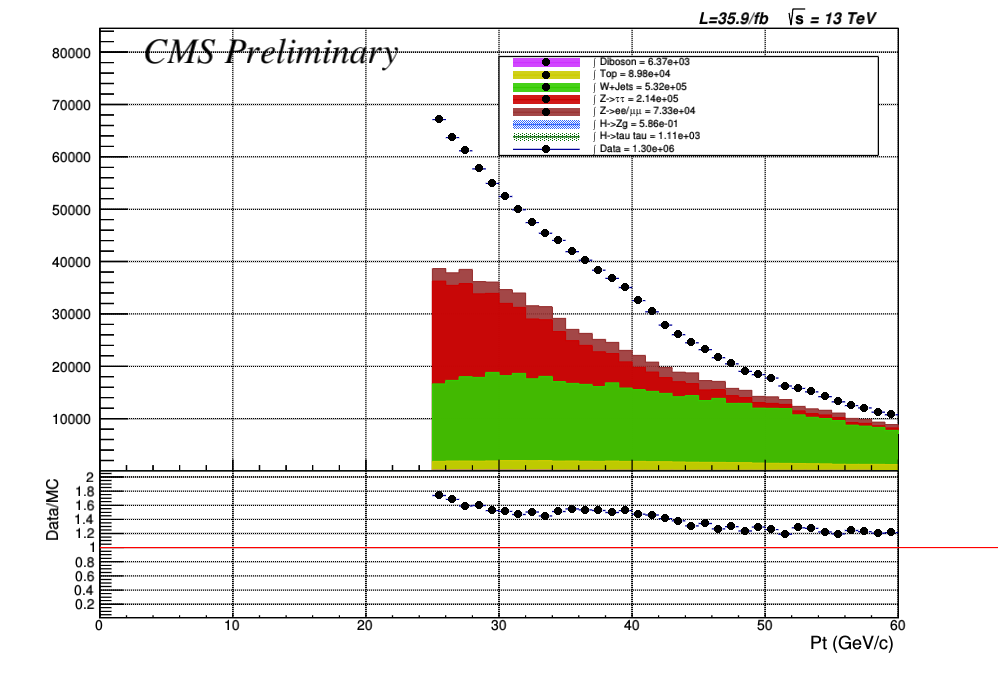 L=35.9/fb √s = 13 TeV
CMS Preliminary
∫ Diboson = 6.37e+03
∫ Top = 8.98e+04
∫ W+Jets = 5.32e+05
∫ Z->ττ = 2.14e+05
∫ Z->ee/μμ = 7.33e+04
∫ H->Zg = 5.86e-01
∫ H->tau tau = 1.11e+03
∫ Data = 1.30e+06
80000
70000
60000
50000
40000
30000
20000
10000
Data/MC
2
1.8
1.6
1.4
1.2
1
0.8
0.6
0.4
0.2
0 10 20 30 40 50 60
Pt (GeV/c)